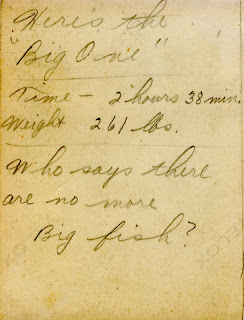 "Here's the
"Big One"
Time - 2 hours 38 min.
Weight 261 lbs.
Who says there
are no more
Big fish?